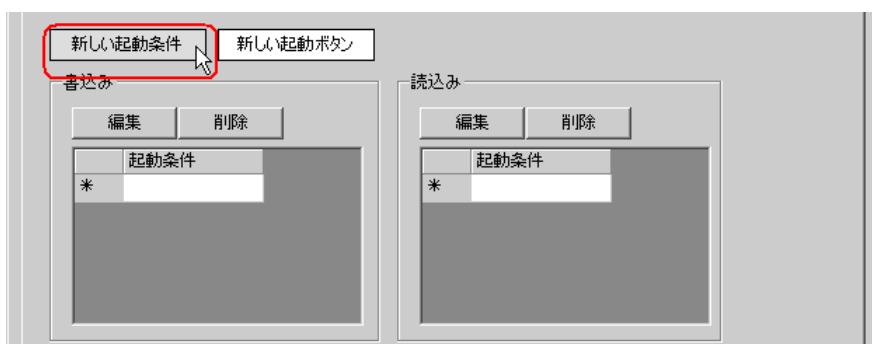 新しい起動条件 新しい起動ボタン
書込み 読込み
編集 削除 編集 削除
起動条件 起動条件
* *